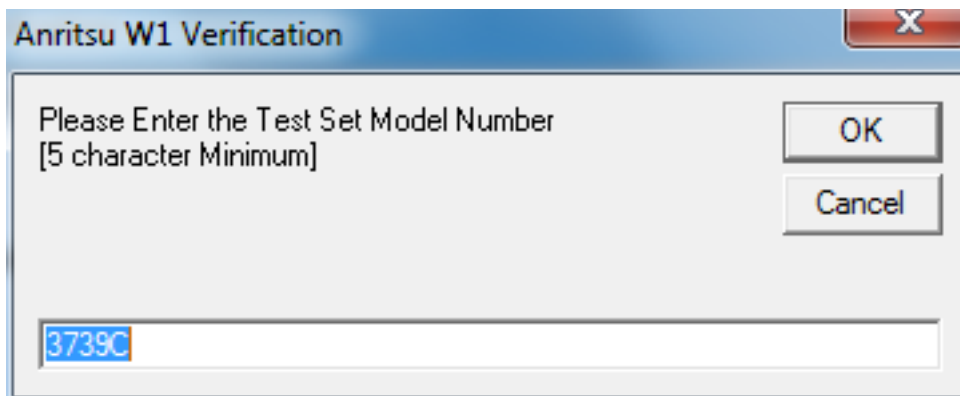 Anritsu W1 Verification
Please Enter the Test Set Model Number
[5 character Minimum]
OK
Cancel
3739C